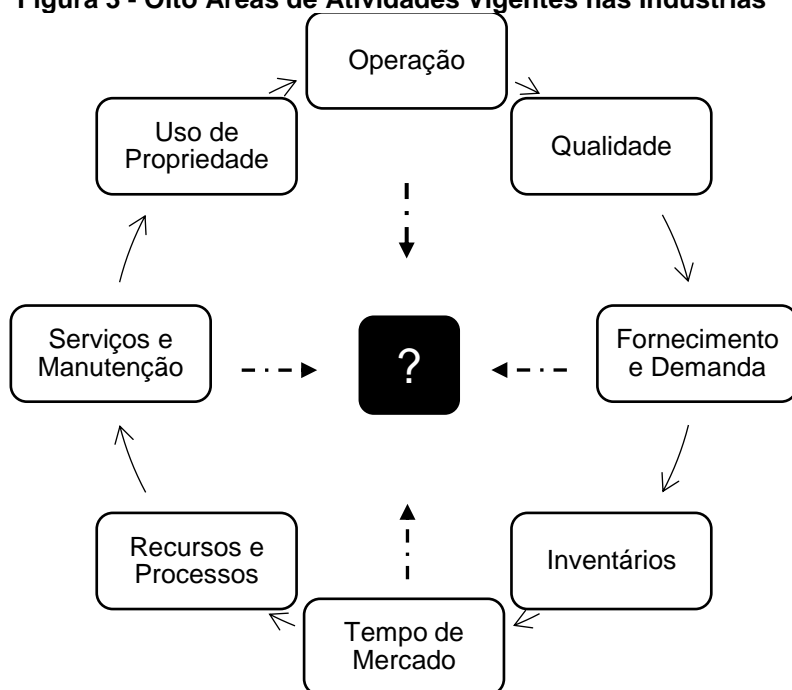 Figura 3 - Oito Áreas de Atividades Vigentes nas Indústrias
Operação
Uso de
Propriedade
Qualidade
Serviços e
Manutenção
?
Fornecimento
e Demanda
Recursos e
Processos
Inventários
Tempo de
Mercado